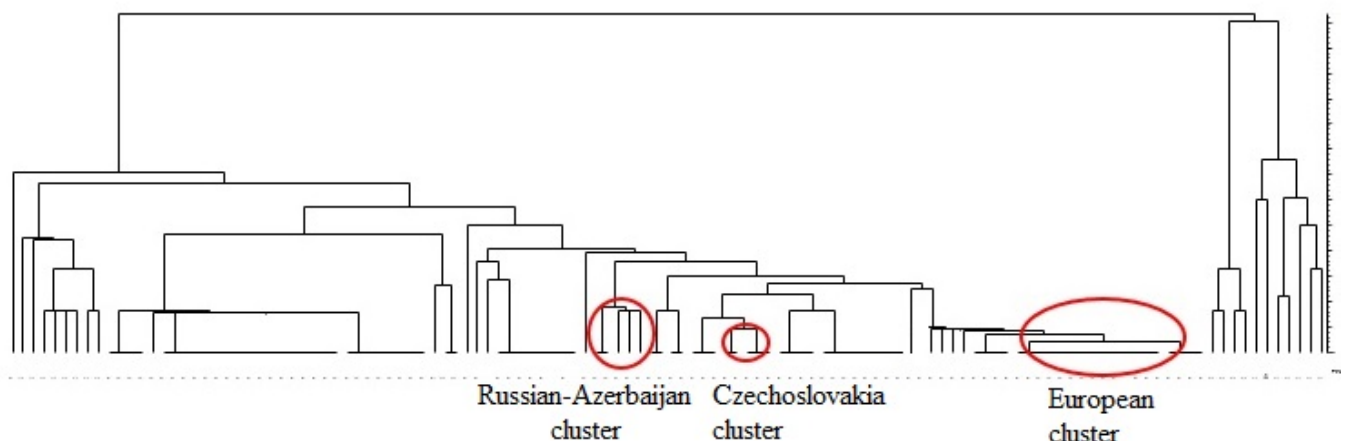 Russian-Azerbaijan
cluster
Czechoslovakia
cluster
European
cluster